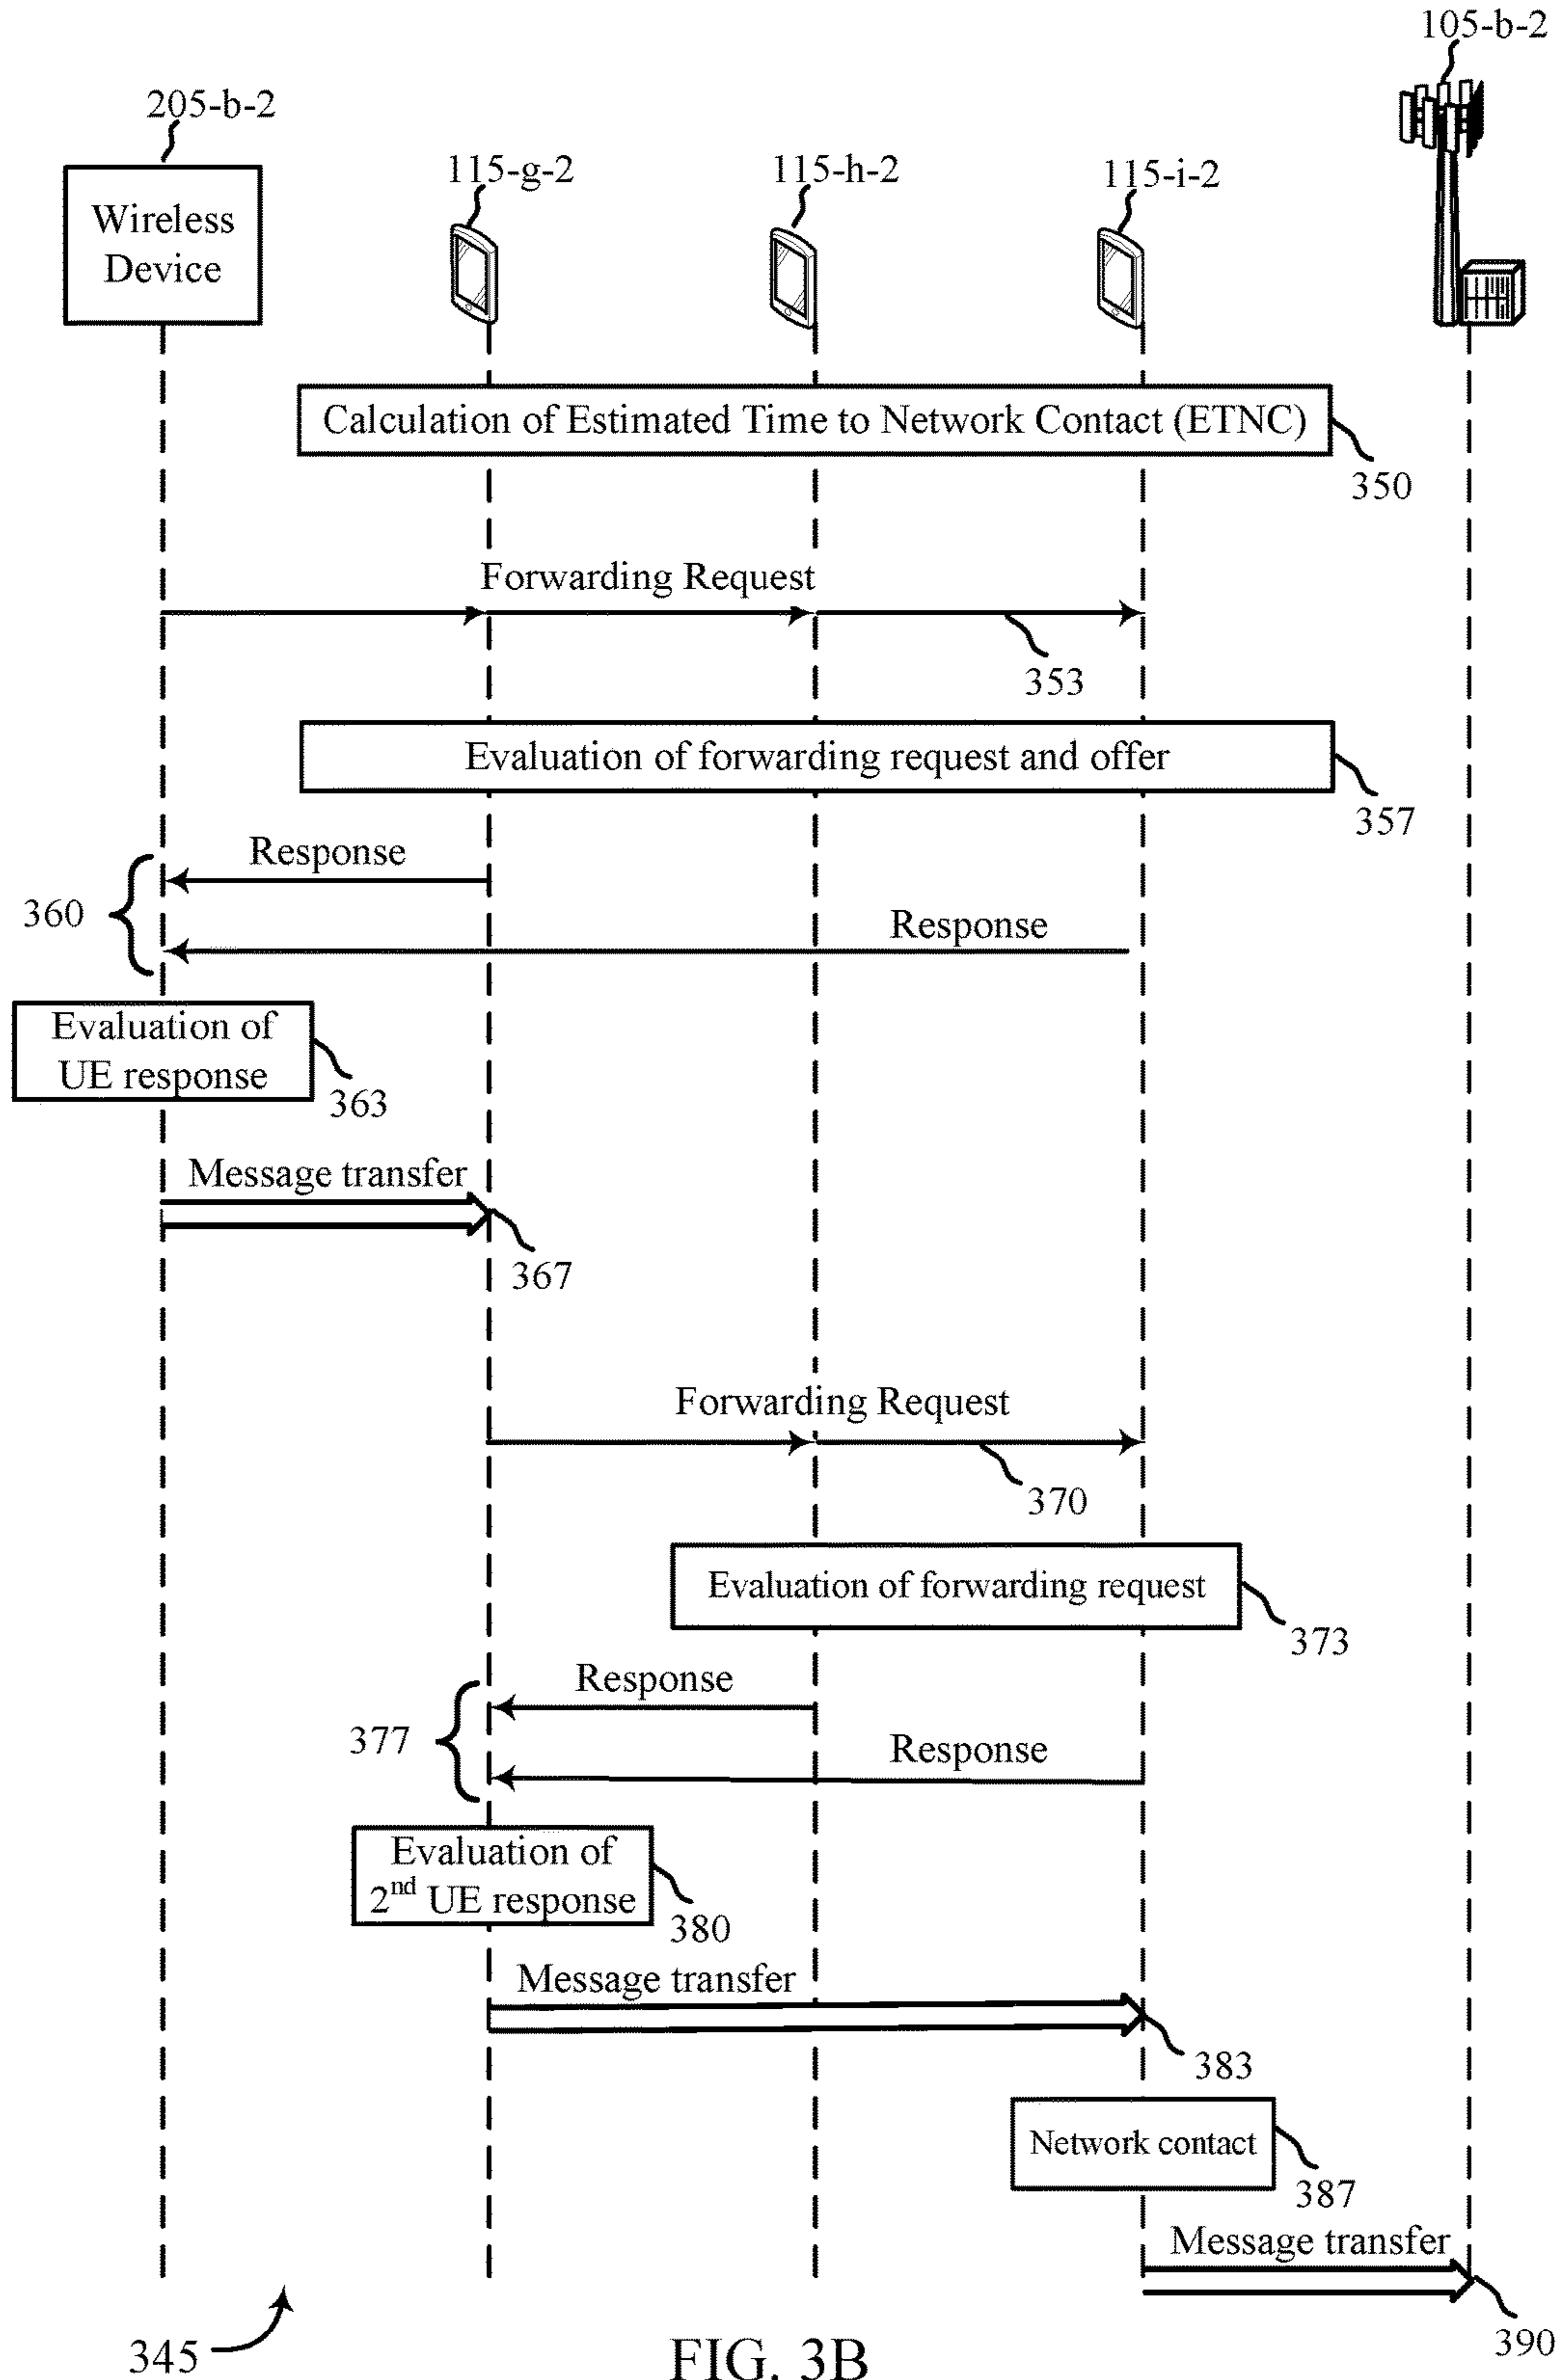 105-b-2
205-b-2
115-g-2
115-h-2
115-i-2
Wireless
Device
Calculation of Estimated Time to Network Contact (ETNC)
350
Forwarding Request
353
Evaluation of forwarding request and offer
357
Response
360
Response
Evaluation of
UE response
363
Message transfer
367
Forwarding Request
370
Evaluation of forwarding request
373
Response
377
Response
Evaluation of
2nd UE response
380
Message transfer
383
Network contact
387
Message transfer
390
345
FIG. 3B